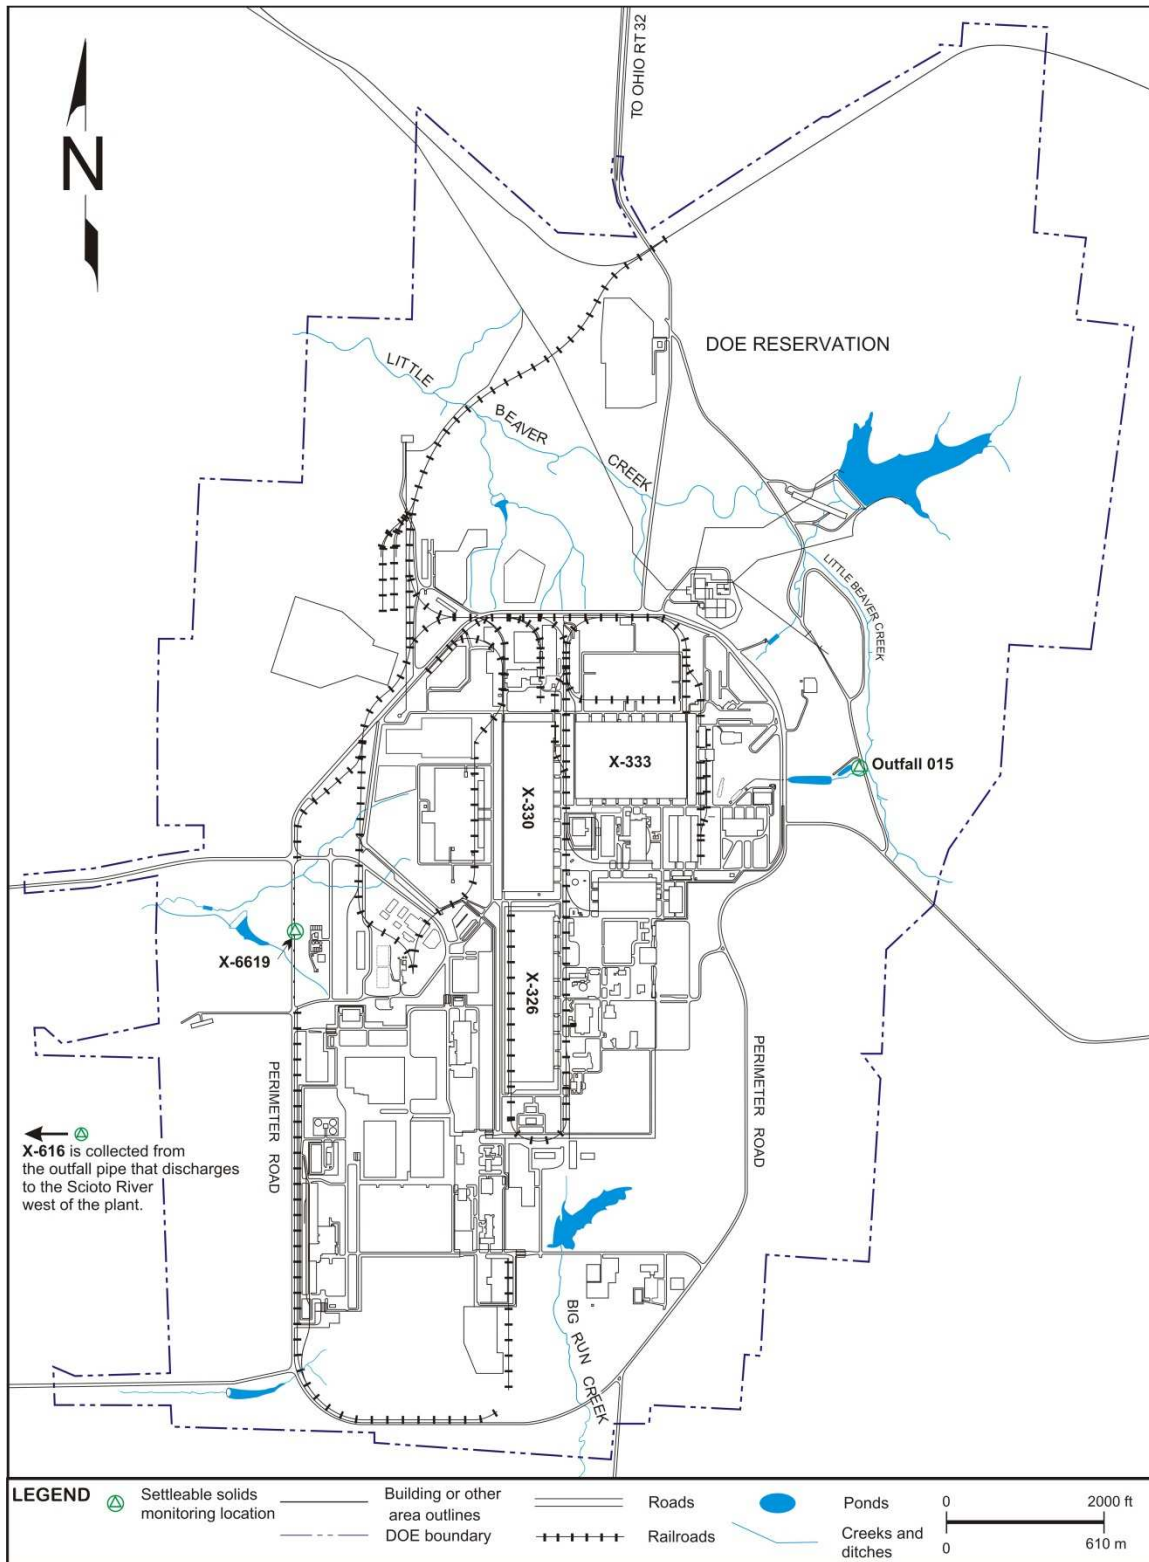 TO OHIO RT 32
N
DOE RESERVATION
LITTLE
BEAVER
CREEK
LITTLE BEAVER CREEK
X-333
Outfall 015
X-330
X-6619
X-326
PERIMETER ROAD
PERIMETER ROAD
X-616 is collected from
the outfall pipe that discharges
to the Scioto River
west of the plant.
BIG RUN CREEK
LEGEND
Settleable solids
monitoring location
Building or other
area outlines
DOE boundary
Roads
Railroads
Ponds
Creeks and
ditches
0 2000 ft
0 610 m